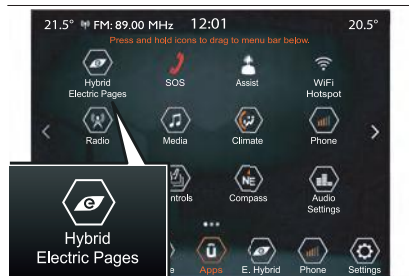 21.5° FM: 89.00 MHz 12:01 20.5°
Press and hold icons to drag to menu bar below.
Hybrid
Electric Pages
SOS
Assist
WiFi
Hotspot
Radio
Media
Climate
Phone
ntrols
NE
Compass
Audio
Settings
e
Hybrid
Electric Pages
e
Apps
E. Hybrid
Phone
Settings